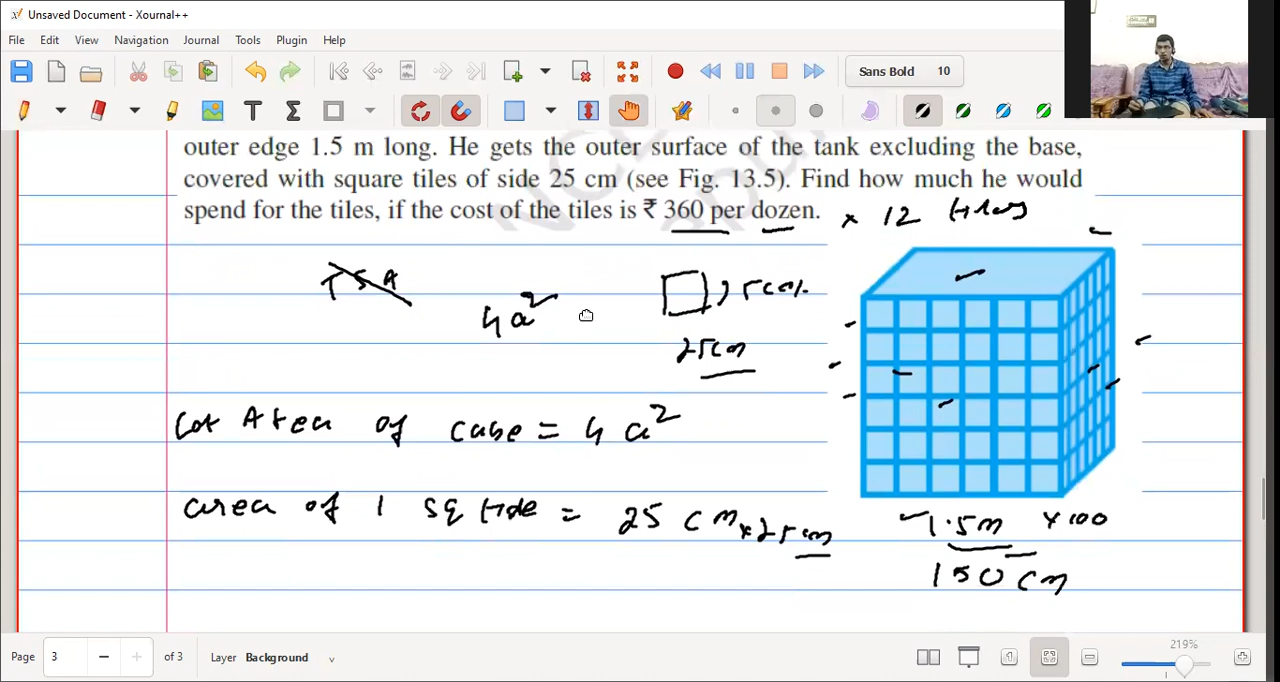 Unsaved Document - Xournal++
File Edit View Navigation Journal Tools Plugin Help
Sans Bold 10
outer edge 1.5 m long. He gets the outer surface of the tank excluding the base,
covered with square tiles of side 25 cm (see Fig. 13.5). Find how much he would
spend for the tiles, if the cost of the tiles is ₹ 360 per dozen.
x 12 tiles
TSA
4a²
25cm
Area of cube = 4 a²
area of 1 sq tile = 25 cm x 25 cm
1.5m x 100
150 cm
Page 3 of 3 Layer Background 219%